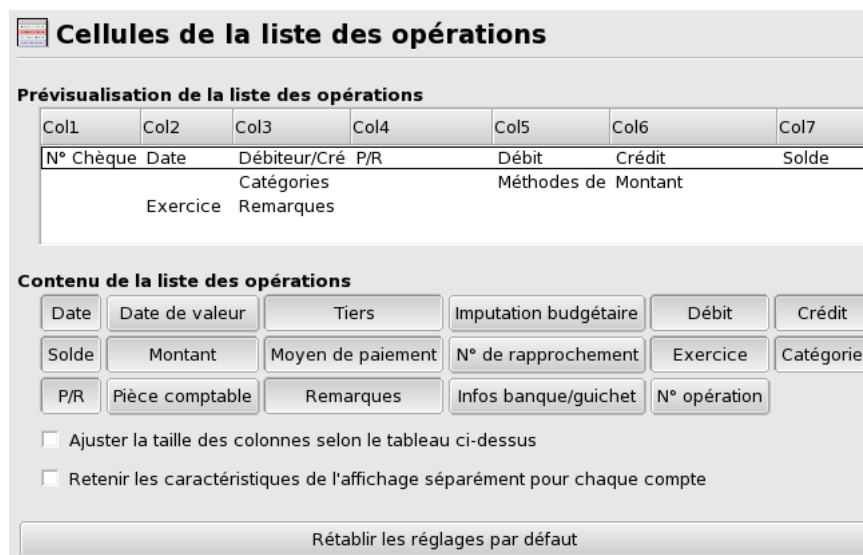 Cellules de la liste des opérations
Prévisualisation de la liste des opérations
Col1 Col2 Col3 Col4 Col5 Col6 Col7
N° Chèque Date Débiteur/Cré P/R Débit Crédit Solde
Catégories Méthodes de Montant
Exercice Remarques
Contenu de la liste des opérations
Date Date de valeur Tiers Imputation budgétaire Débit Crédit
Solde Montant Moyen de paiement N° de rapprochement Exercice Catégorie
P/R Pièce comptable Remarques Infos banque/guichet N° opération
Ajuster la taille des colonnes selon le tableau ci-dessus
Retenir les caractéristiques de l'affichage séparément pour chaque compte
Rétablir les réglages par défaut